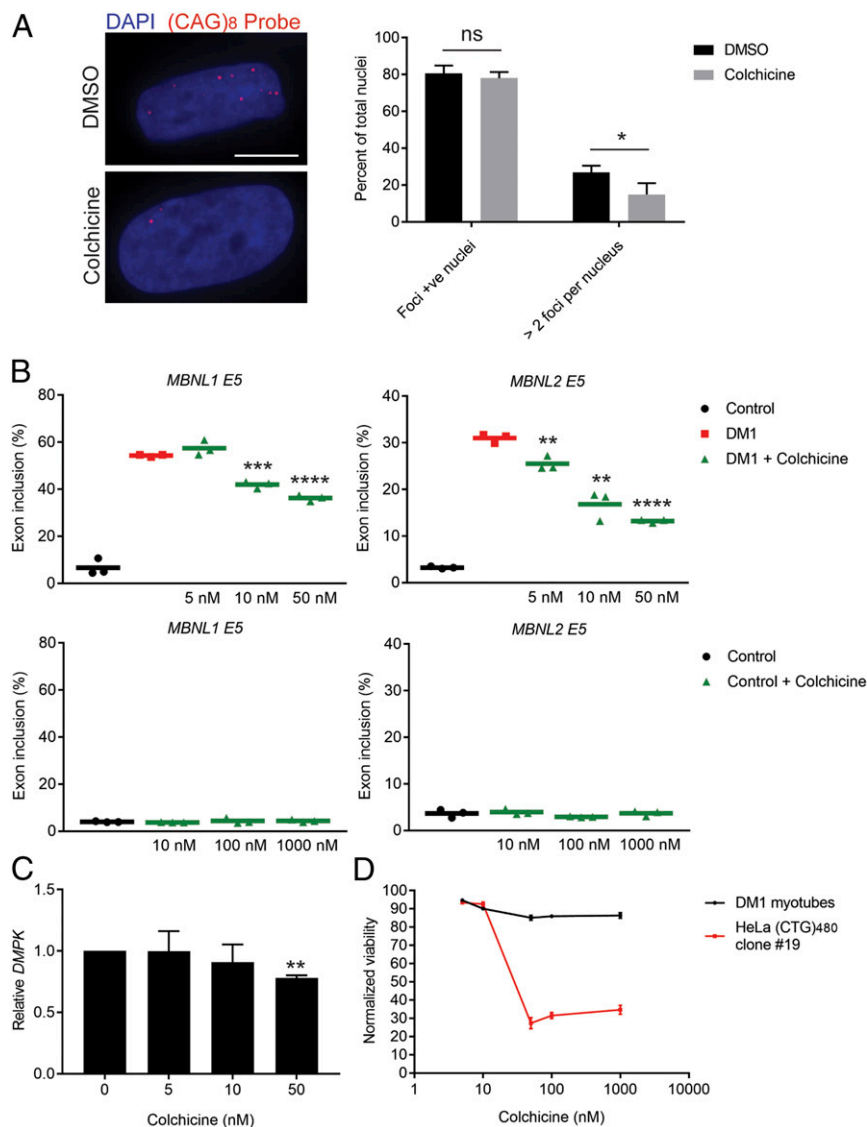 A
DAPI (CAG)8 Probe
DMSO
Colchicine
Percent of total nuclei
100
80
60
40
20
0
ns
*
Foci +ve nuclei
> 2 foci per nucleus
DMSO
Colchicine
B
MBNL1 E5
Exon inclusion (%)
80
60
40
20
0
***
****
5 nM 10 nM 50 nM
MBNL2 E5
Exon inclusion (%)
40
30
20
10
0
**
**
****
5 nM 10 nM 50 nM
Control
DM1
DM1 + Colchicine
MBNL1 E5
Exon inclusion (%)
80
60
40
20
0
10 nM 100 nM 1000 nM
MBNL2 E5
Exon inclusion (%)
40
30
20
10
0
10 nM 100 nM 1000 nM
Control
Control + Colchicine
C
Relative DMPK
1.5
1.0
0.5
0.0
**
0 5 10 50
Colchicine (nM)
D
Normalized viability
100
90
80
70
60
50
40
30
20
10
0
1 10 100 1000 10000
Colchicine (nM)
DM1 myotubes
HeLa (CTG)480
clone #19